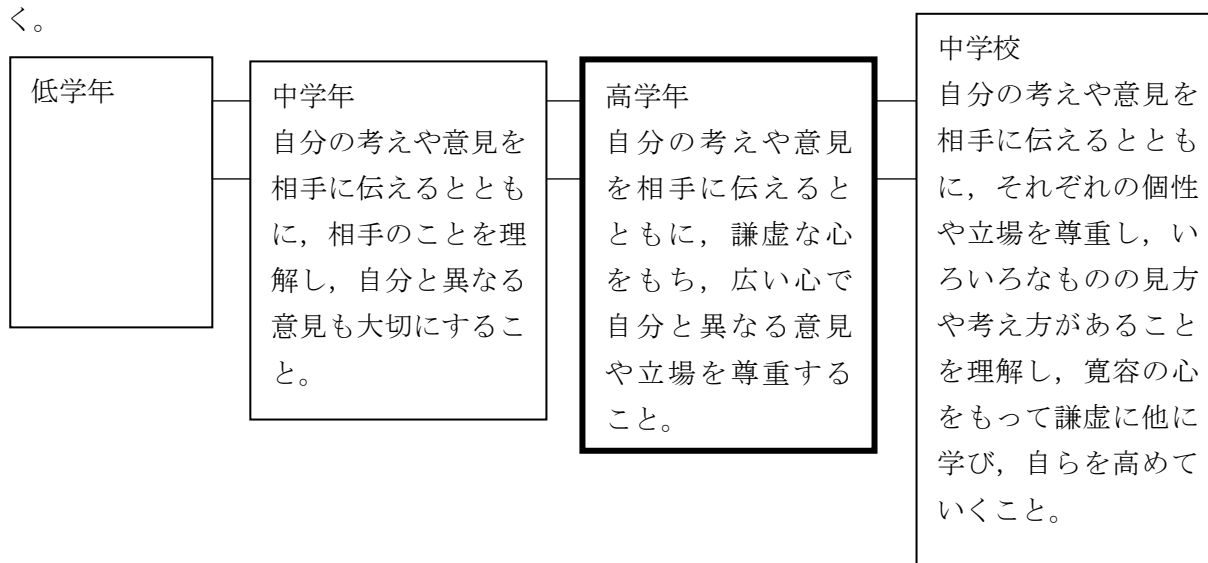 く。
低学年
中学年
自分の考えや意見を
相手に伝えるととも
に，相手のことを理
解し，自分と異なる
意見も大切にするこ
と。
高学年
自分の考えや意見
を相手に伝えると
ともに，謙虚な心
をもち，広い心で
自分と異なる意見
や立場を尊重する
こと。
中学校
自分の考えや意見を
相手に伝えるととも
に，それぞれの個性
や立場を尊重し，い
ろいろなものの見方
や考え方があること
を理解し，寛容の心
をもって謙虚に他に
学び，自らを高めて
いくこと。